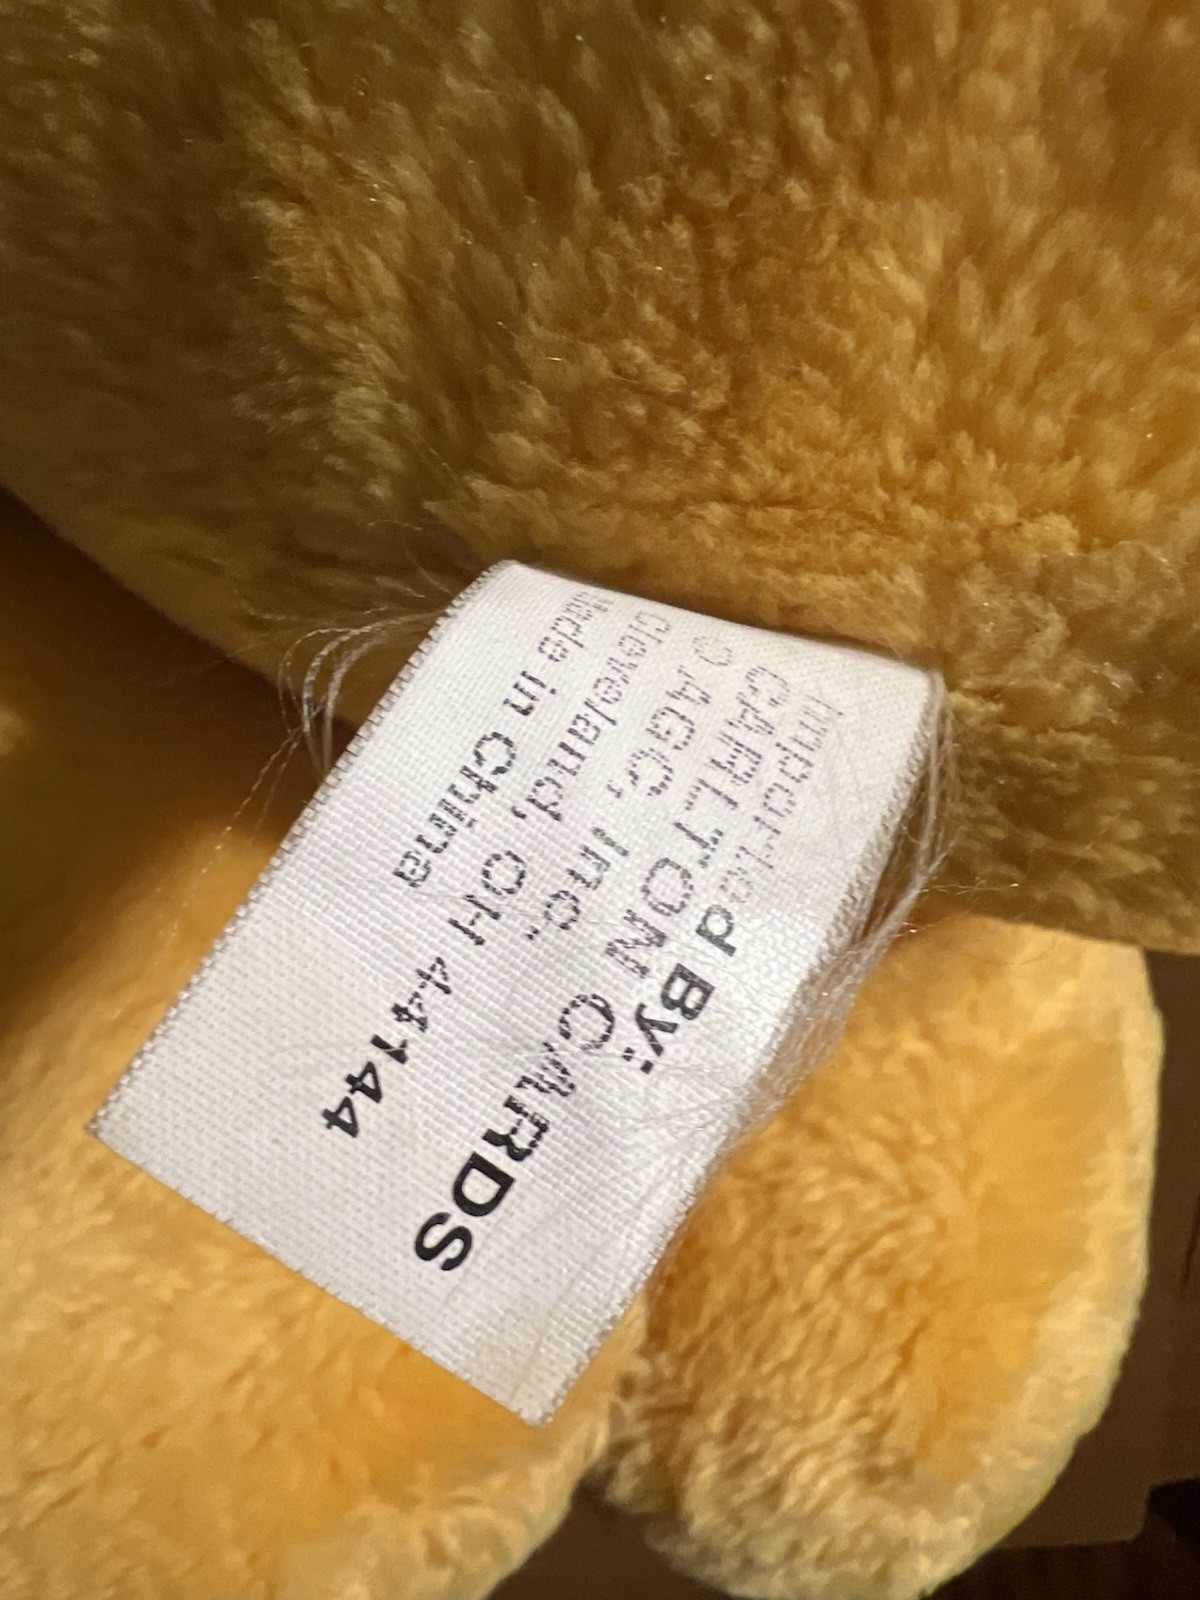 Imported By:
CARLTON CARDS
© AGC, Inc.
Cleveland, OH 44144
Made in China